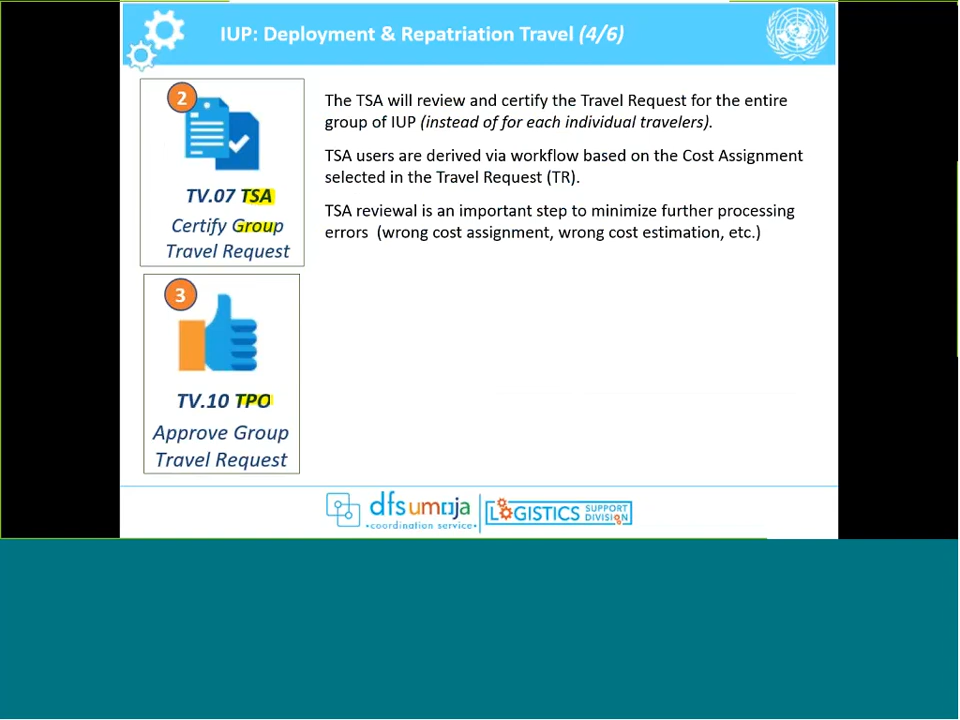 IUP: Deployment & Repatriation Travel (4/6)
2
TV.07 TSA
Certify Group
Travel Request
The TSA will review and certify the Travel Request for the entire
group of IUP (instead of for each individual travelers).
TSA users are derived via workflow based on the Cost Assignment
selected in the Travel Request (TR).
TSA reviewal is an important step to minimize further processing
errors (wrong cost assignment, wrong cost estimation, etc.)
3
TV.10 TPO
Approve Group
Travel Request
dfsumoja
•coordination service•
LOGISTICS SUPPORT DIVISION